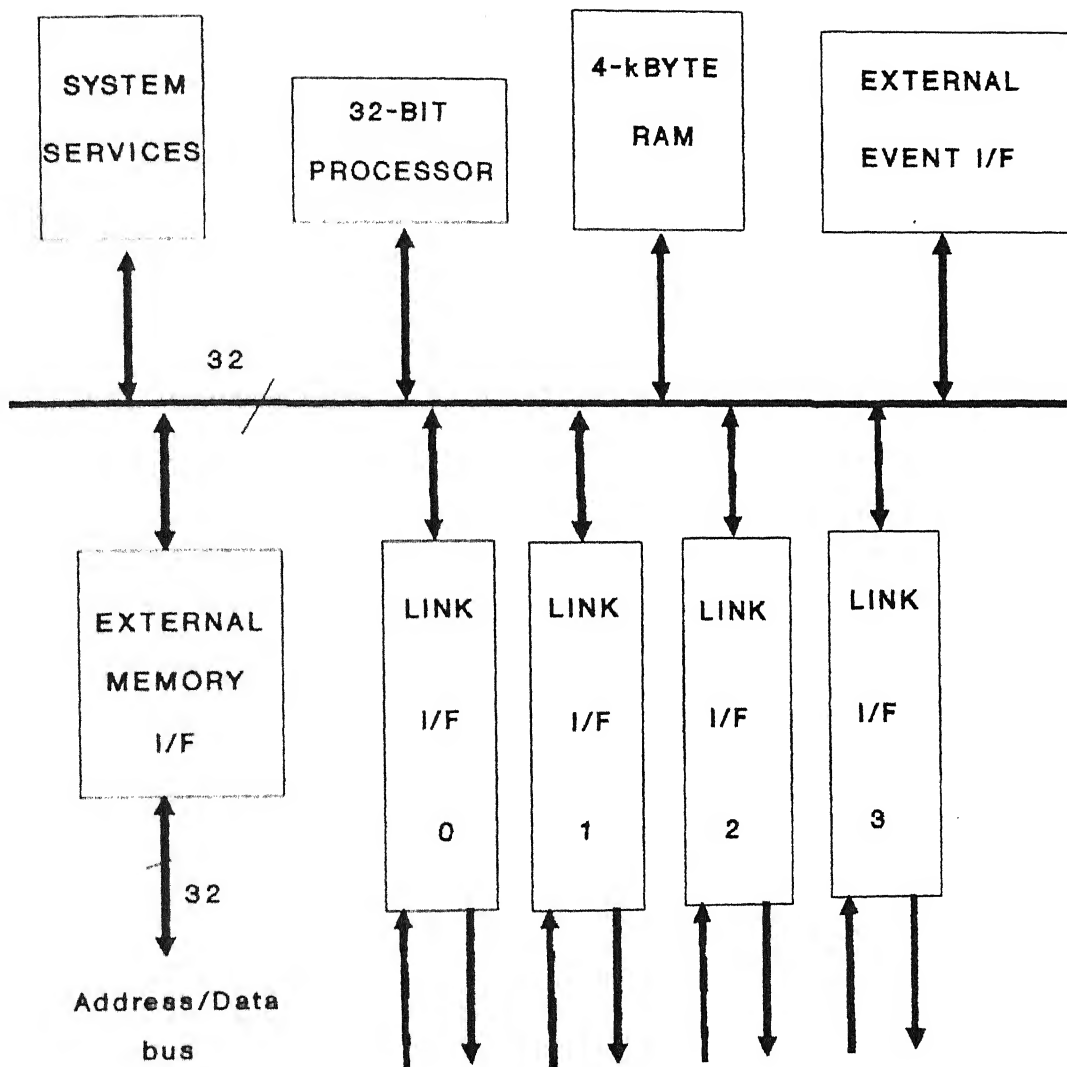 SYSTEM
SERVICES
32-BIT
PROCESSOR
4-kBYTE
RAM
EXTERNAL
EVENT I/F
32
EXTERNAL
MEMORY
I/F
32
Address/Data
bus
LINK
I/F
0
LINK
I/F
1
LINK
I/F
2
LINK
I/F
3